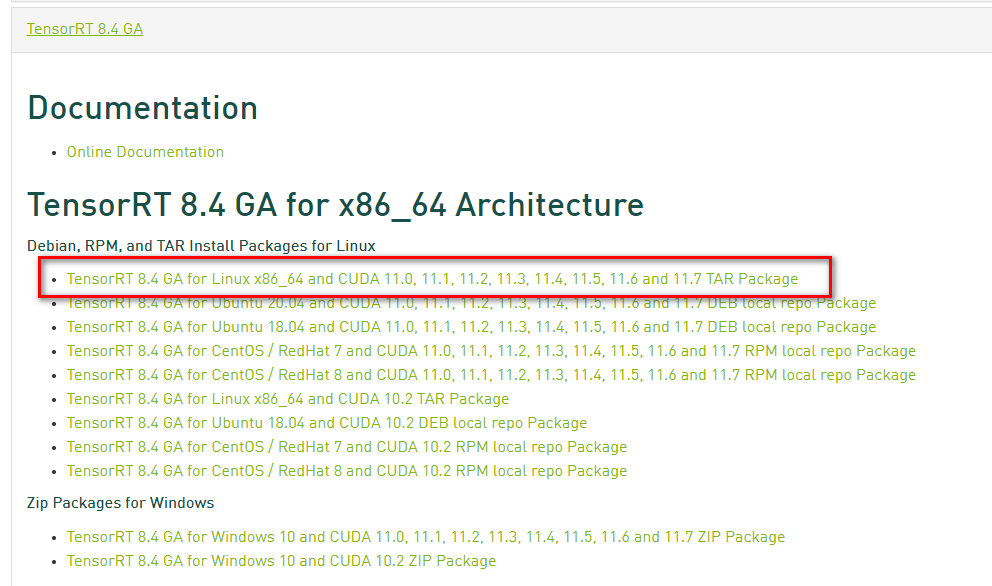 TensorRT 8.4 GA
Documentation
Online Documentation
TensorRT 8.4 GA for x86_64 Architecture
Debian, RPM, and TAR Install Packages for Linux
TensorRT 8.4 GA for Linux x86_64 and CUDA 11.0, 11.1, 11.2, 11.3, 11.4, 11.5, 11.6 and 11.7 TAR Package
TensorRT 8.4 GA for Ubuntu 20.04 and CUDA 11.0, 11.1, 11.2, 11.3, 11.4, 11.5, 11.6 and 11.7 DEB local repo Package
TensorRT 8.4 GA for Ubuntu 18.04 and CUDA 11.0, 11.1, 11.2, 11.3, 11.4, 11.5, 11.6 and 11.7 DEB local repo Package
TensorRT 8.4 GA for CentOS / RedHat 7 and CUDA 11.0, 11.1, 11.2, 11.3, 11.4, 11.5, 11.6 and 11.7 RPM local repo Package
TensorRT 8.4 GA for CentOS / RedHat 8 and CUDA 11.0, 11.1, 11.2, 11.3, 11.4, 11.5, 11.6 and 11.7 RPM local repo Package
TensorRT 8.4 GA for Linux x86_64 and CUDA 10.2 TAR Package
TensorRT 8.4 GA for Ubuntu 18.04 and CUDA 10.2 DEB local repo Package
TensorRT 8.4 GA for CentOS / RedHat 7 and CUDA 10.2 RPM local repo Package
TensorRT 8.4 GA for CentOS / RedHat 8 and CUDA 10.2 RPM local repo Package
Zip Packages for Windows
TensorRT 8.4 GA for Windows 10 and CUDA 11.0, 11.1, 11.2, 11.3, 11.4, 11.5, 11.6 and 11.7 ZIP Package
TensorRT 8.4 GA for Windows 10 and CUDA 10.2 ZIP Package